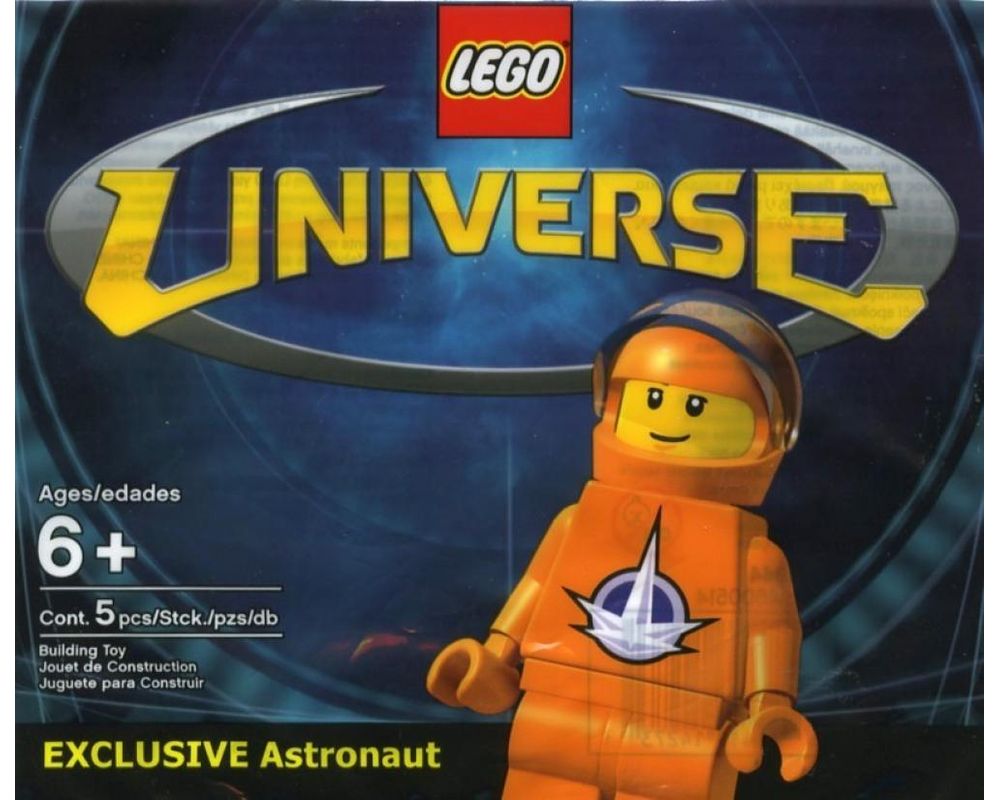 LEGO
UNIVERSE
Ages/edades
6+
Cont. 5 pcs/Stck./pzs/db
Building Toy
Jouet de Construction
Juguete para Construir
EXCLUSIVE Astronaut